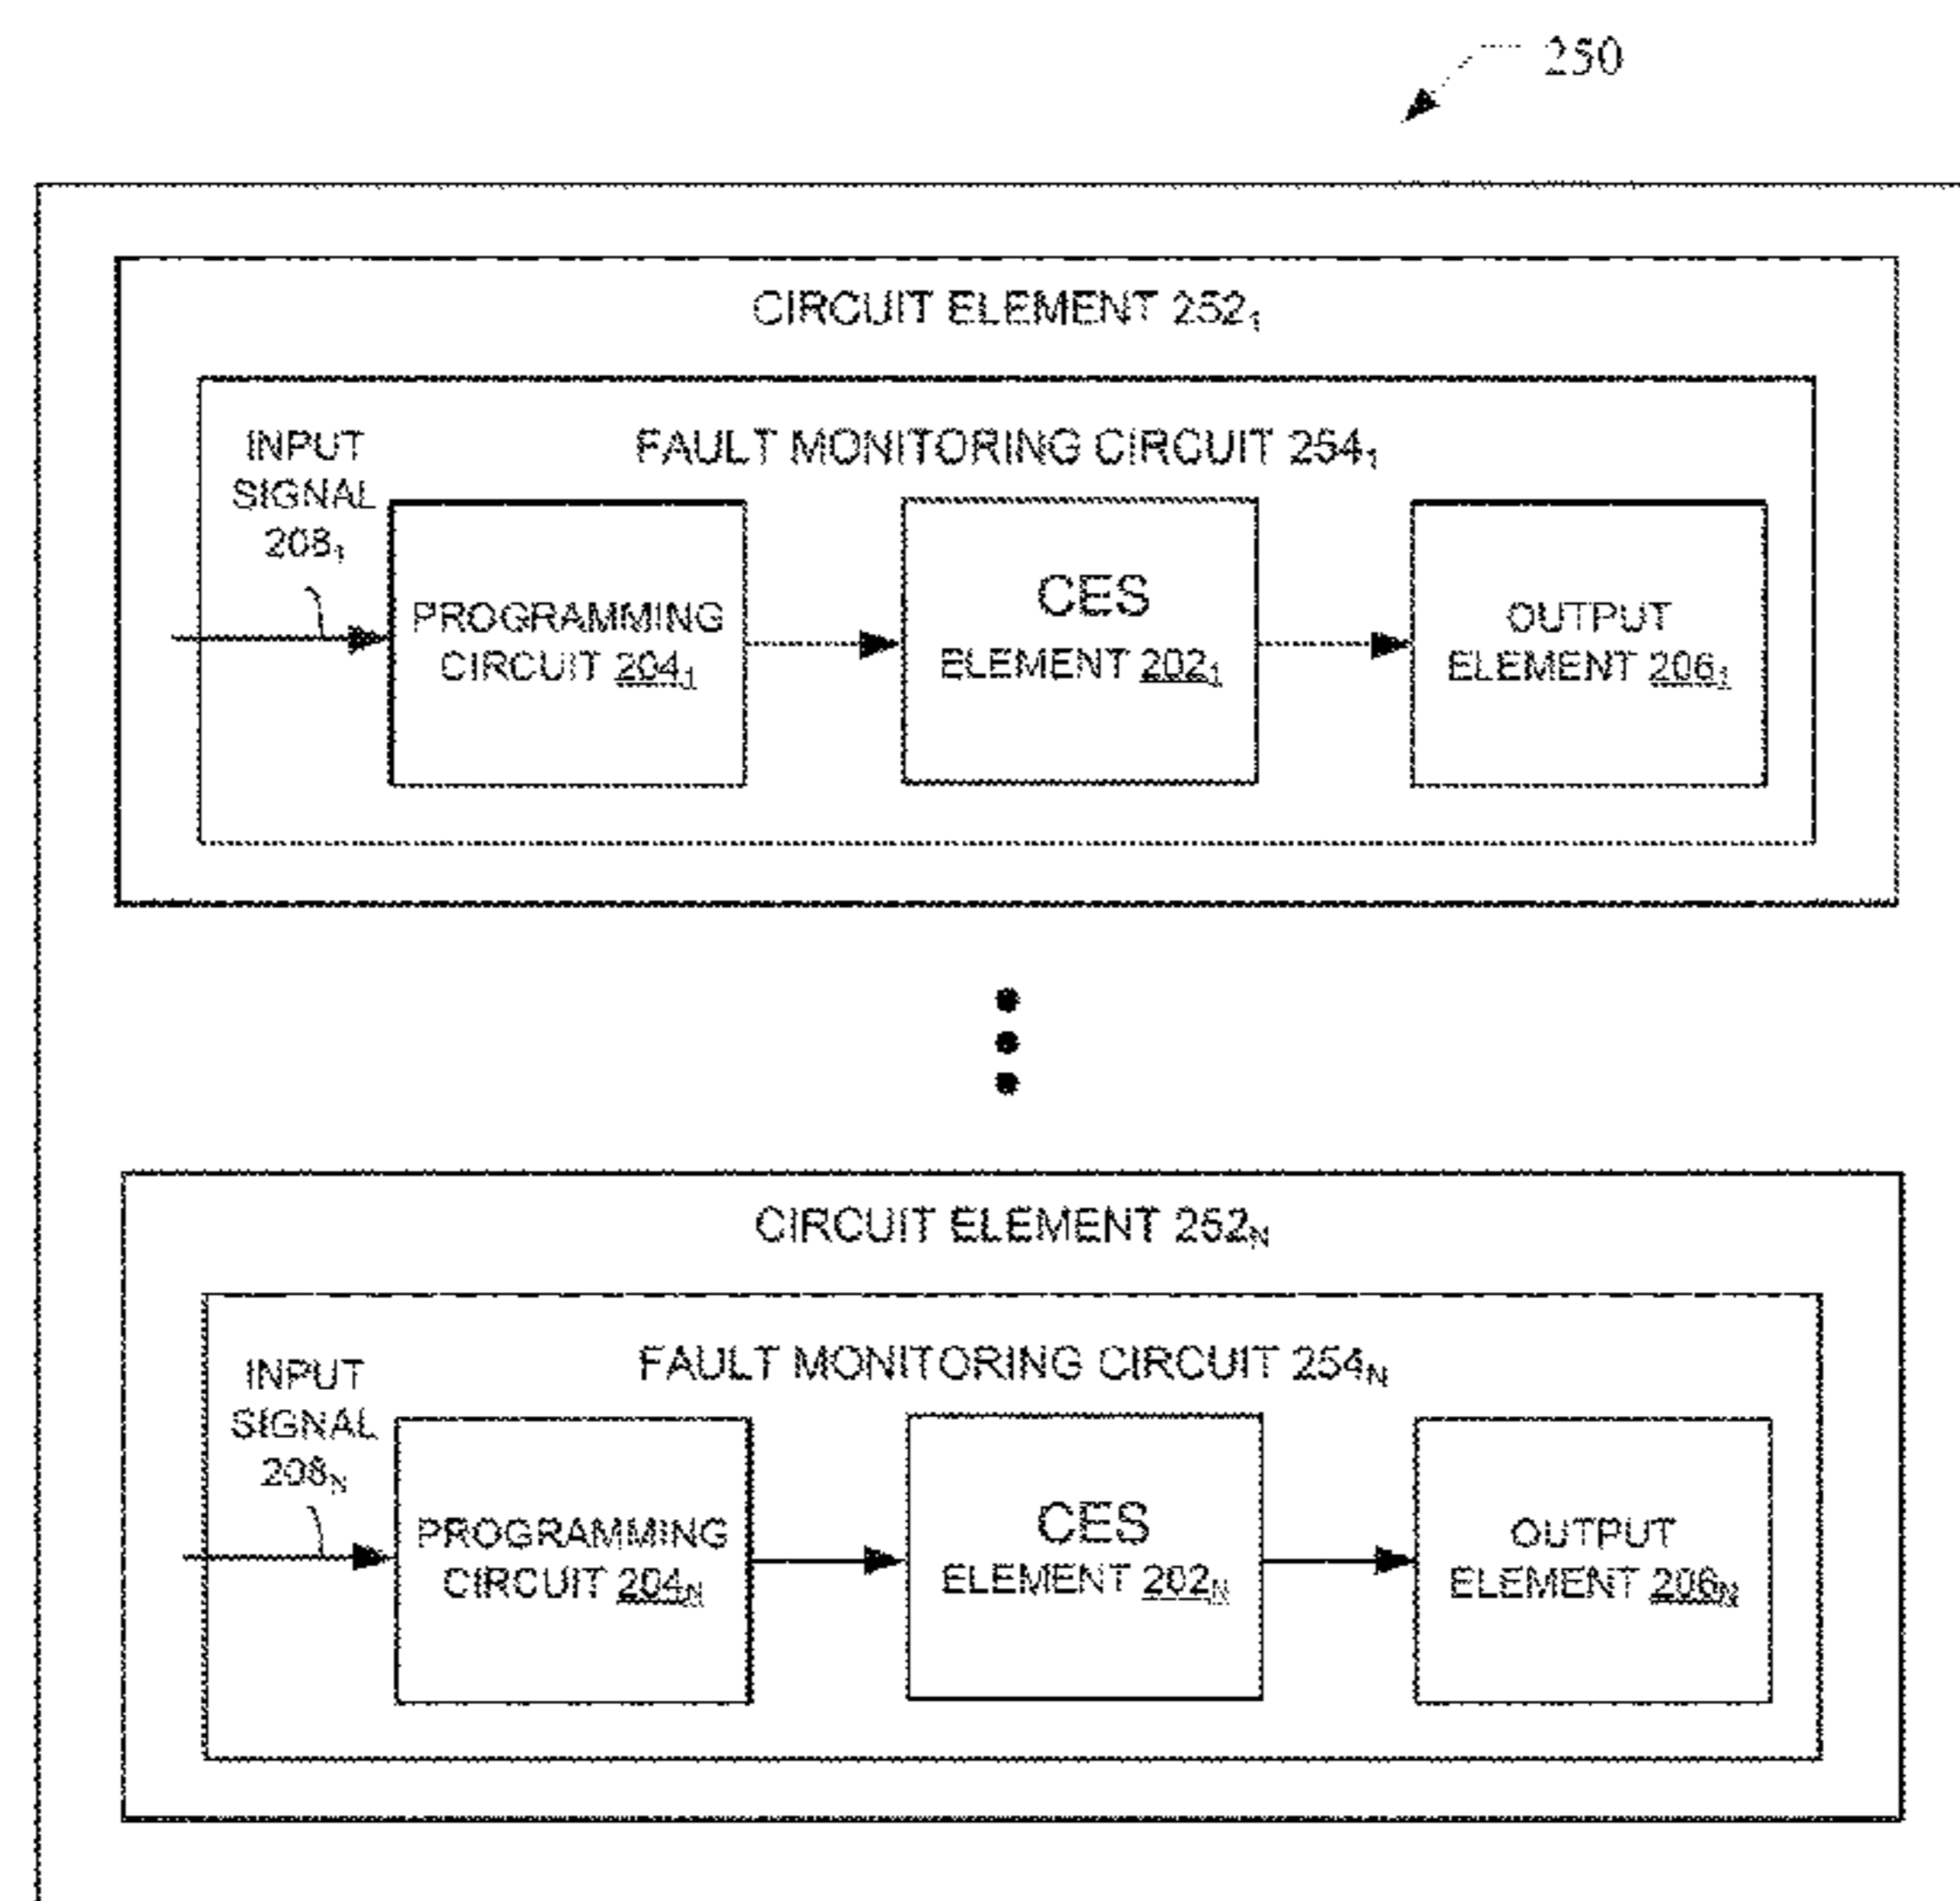 250
CIRCUIT ELEMENT 252₁
INPUT
SIGNAL
208₁
FAULT MONITORING CIRCUIT 254₁
PROGRAMMING
CIRCUIT 204₁
CES
ELEMENT 202₁
OUTPUT
ELEMENT 206₁
CIRCUIT ELEMENT 252N
INPUT
SIGNAL
208N
FAULT MONITORING CIRCUIT 254N
PROGRAMMING
CIRCUIT 204N
CES
ELEMENT 202N
OUTPUT
ELEMENT 206N